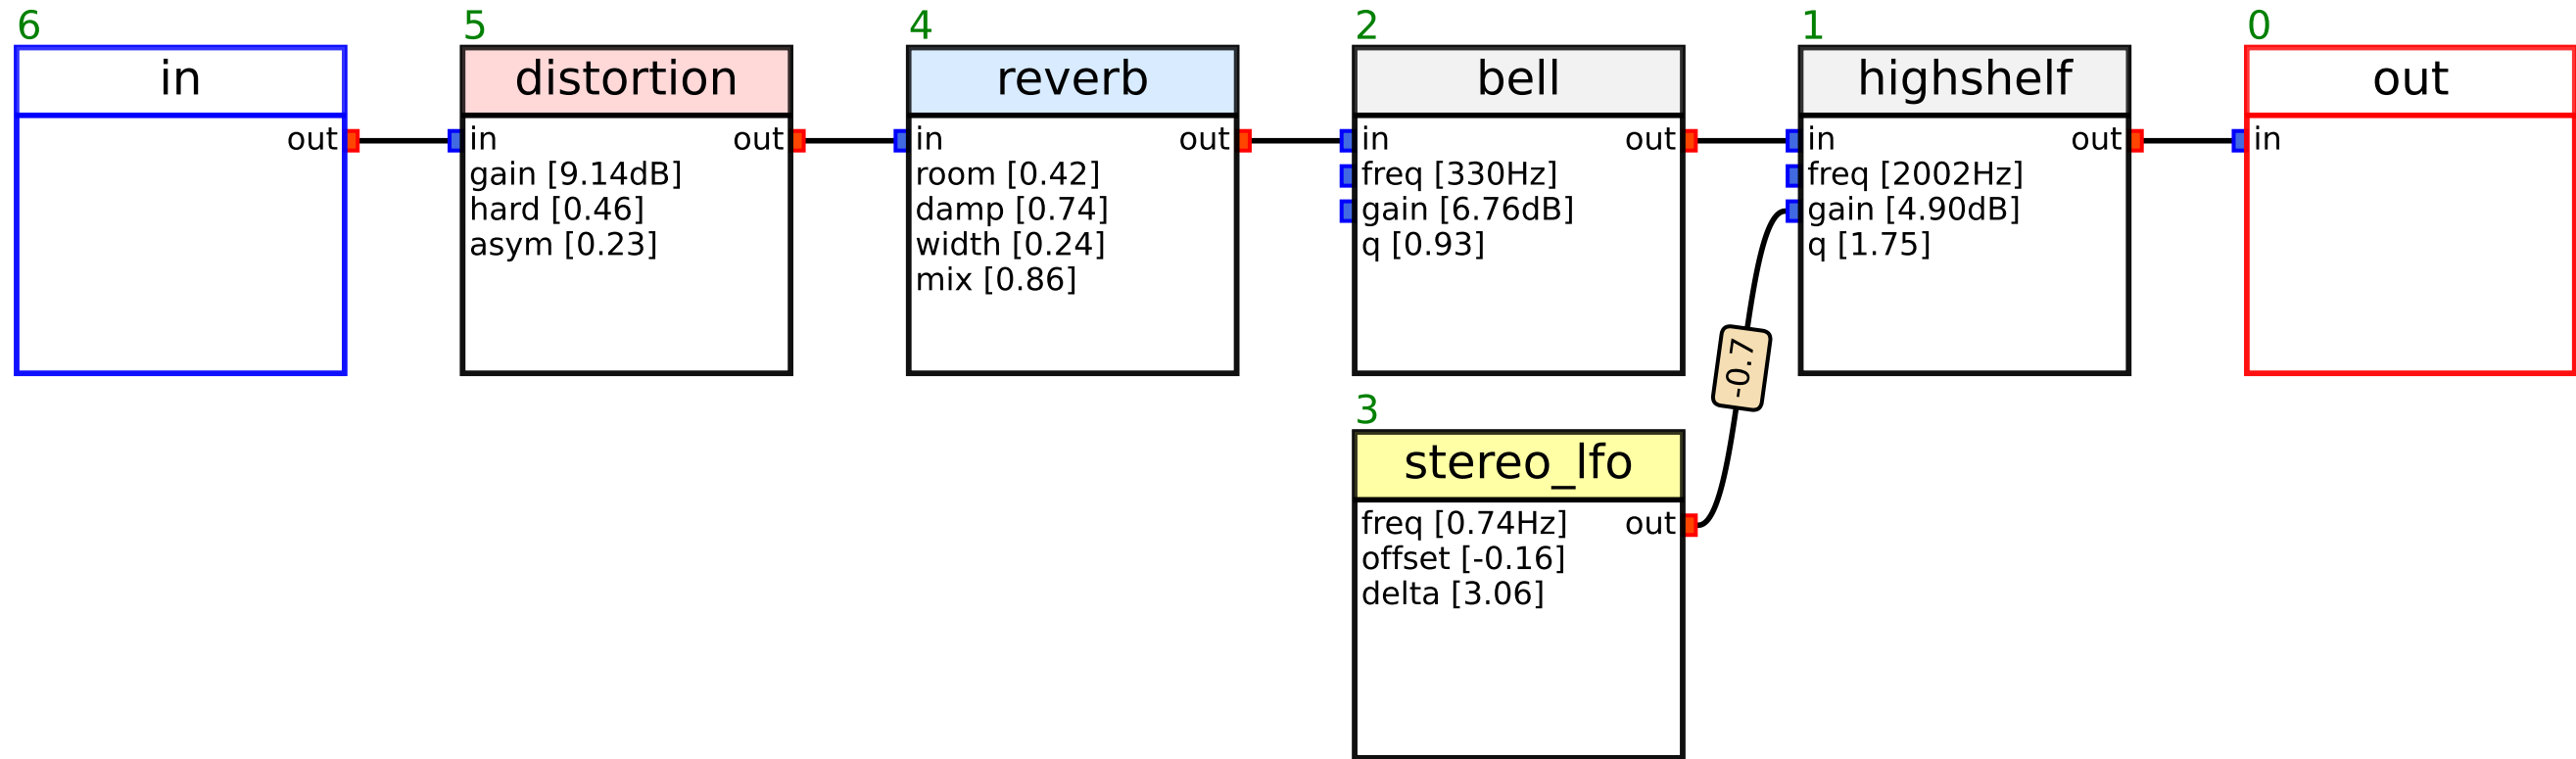 6
in
out
5
distortion
in out
gain [9.14dB]
hard [0.46]
asym [0.23]
4
reverb
in out
room [0.42]
damp [0.74]
width [0.24]
mix [0.86]
2
bell
in out
freq [330Hz]
gain [6.76dB]
q [0.93]
1
highshelf
in out
freq [2002Hz]
gain [4.90dB]
q [1.75]
0
out
in
-0.7
3
stereo_lfo
freq [0.74Hz] out
offset [-0.16]
delta [3.06]